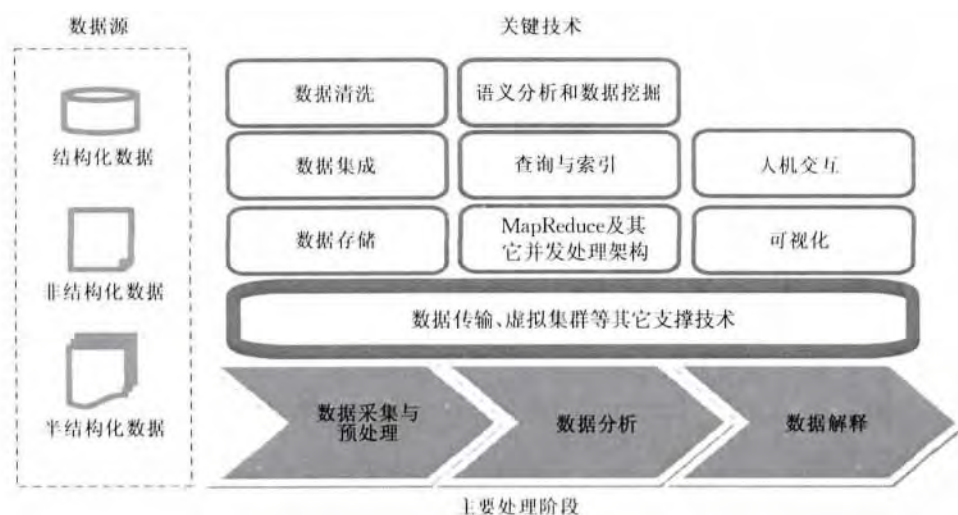 数据源
关键技术
结构化数据
非结构化数据
半结构化数据
数据清洗
语义分析和数据挖掘
数据集成
查询与索引
人机交互
数据存储
MapReduce及其
它并发处理架构
可视化
数据传输、虚拟集群等其它支撑技术
数据采集与
预处理
数据分析
数据解释
主要处理阶段